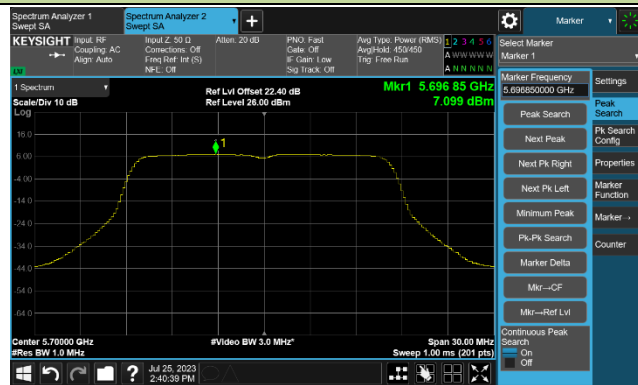 Spectrum Analyzer 1
Swept SA
Spectrum Analyzer 2
Swept SA
Marker
KEYSIGHT
Input: RF
Coupling: AC
Align: Auto
Input Z: 50 Ω
Corrections: Off
Freq Ref: Int (S)
NFE: Off
Atten: 20 dB
PNO: Fast
Gate: Off
IF Gain: Low
Sig Track: Off
Avg Type: Power (RMS)
Avg|Hold: 450/450
Trig: Free Run
1 2 3 4 5 6
A W W W W W
A N N N N N
Select Marker
Marker 1
1 Spectrum
Ref Lvl Offset 22.40 dB
Mkr1 5.696 85 GHz
Scale/Div 10 dB
Ref Level 26.00 dBm
7.099 dBm
Log
16.0
6.00
-4.00
-14.0
-24.0
-34.0
-44.0
-54.0
-64.0
1
Center 5.70000 GHz
#Video BW 3.0 MHz*
Span 30.00 MHz
#Res BW 1.0 MHz
Sweep 1.00 ms (201 pts)
Marker Frequency
5.696850000 GHz
Peak Search
Next Peak
Next Pk Right
Next Pk Left
Minimum Peak
Pk-Pk Search
Marker Delta
Mkr→CF
Mkr→Ref Lvl
Continuous Peak
Search
On
Off
Settings
Peak
Search
Pk Search
Config
Properties
Marker
Function
Marker→
Counter
Jul 25, 2023
2:40:39 PM